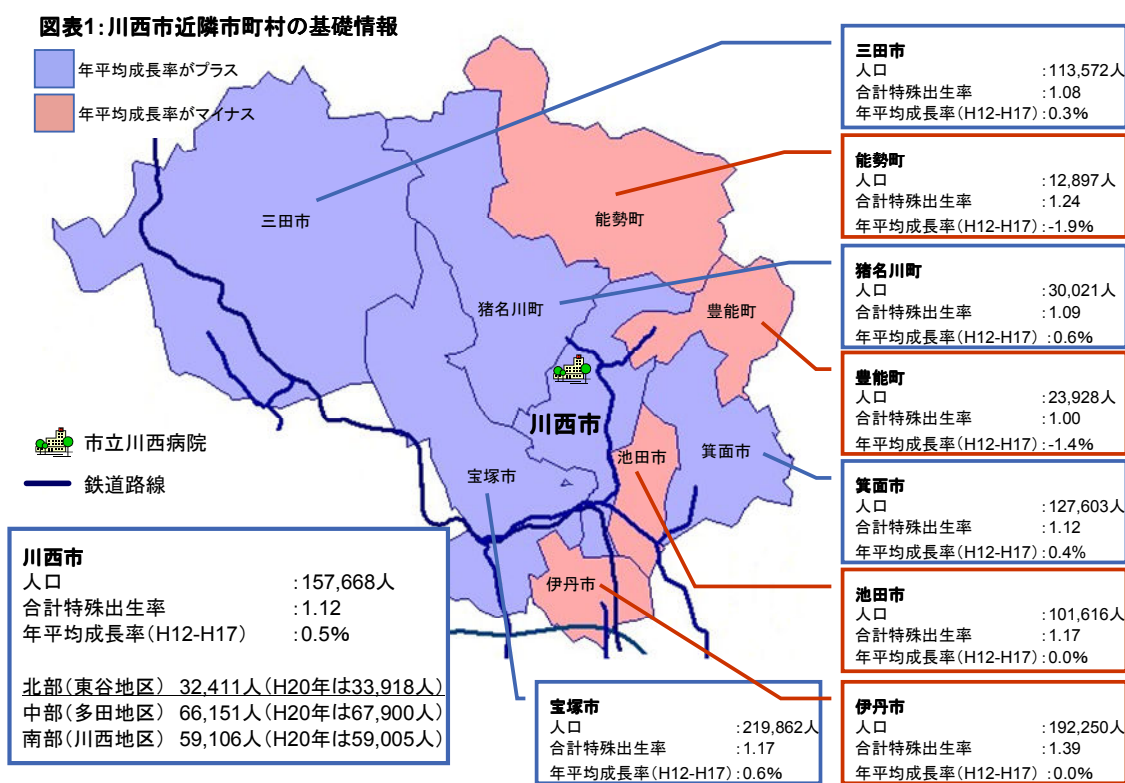 図表1:川西市近隣市町村の基礎情報
年平均成長率がプラス
年平均成長率がマイナス
三田市
能勢町
猪名川町
豊能町
川西市
池田市
箕面市
宝塚市
伊丹市
市立川西病院
鉄道路線
三田市
人口 :113,572人
合計特殊出生率 :1.08
年平均成長率(H12-H17) :0.3%
能勢町
人口 :12,897人
合計特殊出生率 :1.24
年平均成長率(H12-H17) :-1.9%
猪名川町
人口 :30,021人
合計特殊出生率 :1.09
年平均成長率(H12-H17) :0.6%
豊能町
人口 :23,928人
合計特殊出生率 :1.00
年平均成長率(H12-H17) :-1.4%
箕面市
人口 :127,603人
合計特殊出生率 :1.12
年平均成長率(H12-H17) :0.4%
池田市
人口 :101,616人
合計特殊出生率 :1.17
年平均成長率(H12-H17) :0.0%
伊丹市
人口 :192,250人
合計特殊出生率 :1.39
年平均成長率(H12-H17) :0.0%
宝塚市
人口 :219,862人
合計特殊出生率 :1.17
年平均成長率(H12-H17) :0.6%
川西市
人口 :157,668人
合計特殊出生率 :1.12
年平均成長率(H12-H17) :0.5%
北部(東谷地区) 32,411人(H20年は33,918人)
中部(多田地区) 66,151人(H20年は67,900人)
南部(川西地区) 59,106人(H20年は59,005人)